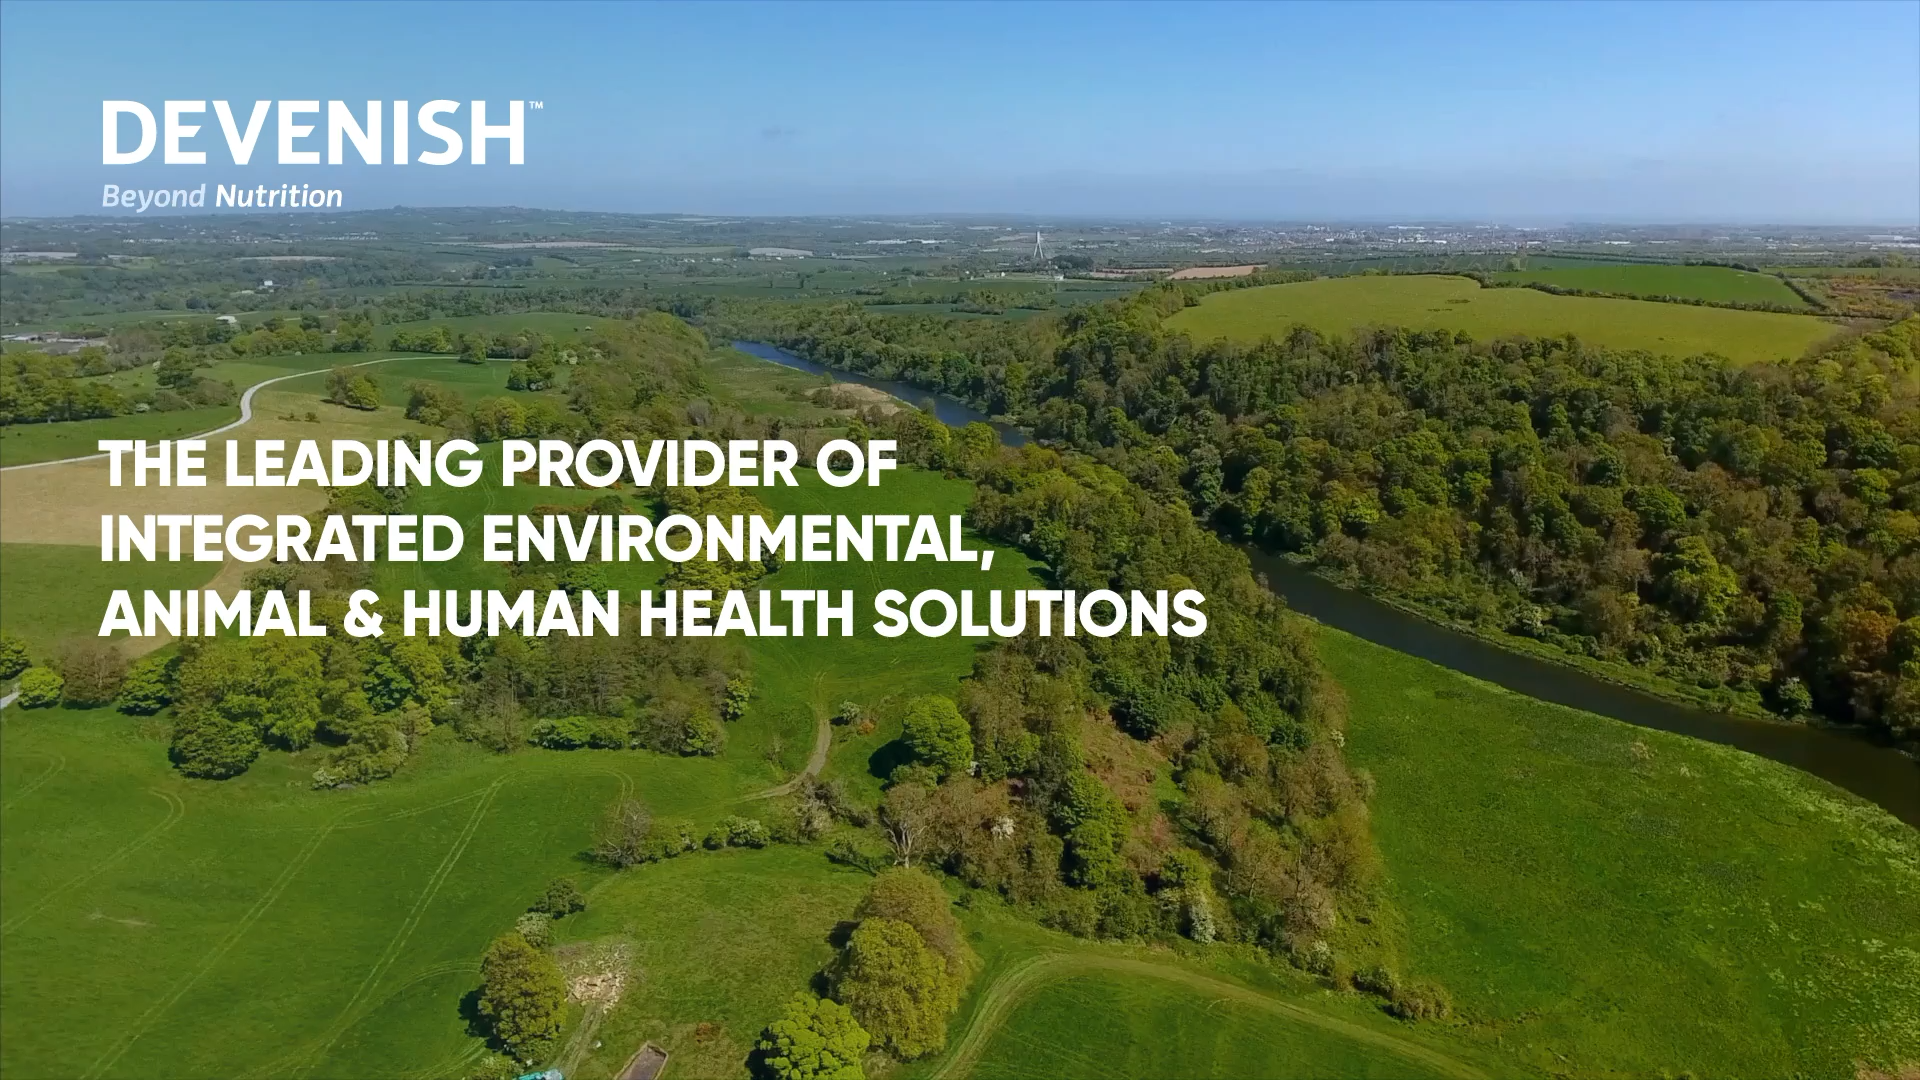 DEVENISH™
Beyond Nutrition
THE LEADING PROVIDER OF
INTEGRATED ENVIRONMENTAL,
ANIMAL & HUMAN HEALTH SOLUTIONS